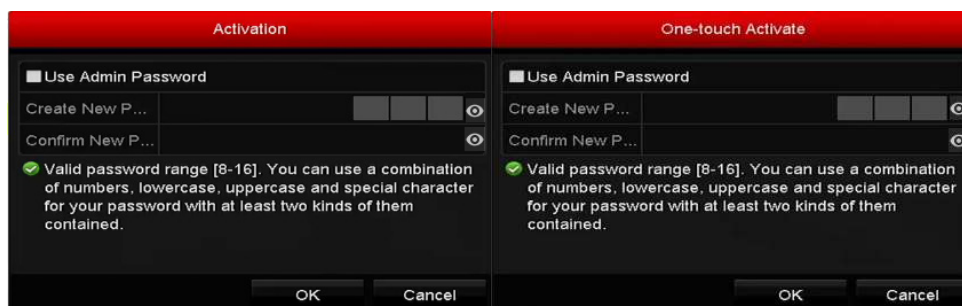 Activation
Use Admin Password
Create New P...
Confirm New P...
Valid password range [8-16]. You can use a combination
of numbers, lowercase, uppercase and special character
for your password with at least two kinds of them
contained.
OK Cancel
One-touch Activate
Use Admin Password
Create New P...
Confirm New P...
Valid password range [8-16]. You can use a combination
of numbers, lowercase, uppercase and special character
for your password with at least two kinds of them
contained.
OK Cancel